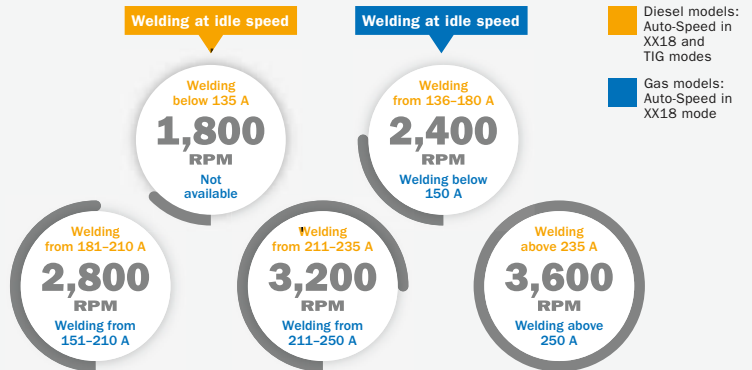 Welding at idle speed
Welding at idle speed
Diesel models:
Auto-Speed in
XX18 and
TIG modes
Gas models:
Auto-Speed in
XX18 mode
Welding
below 135 A
1,800
RPM
Not
available
Welding
from 136–180 A
2,400
RPM
Welding below
150 A
Welding
from 181–210 A
2,800
RPM
Welding from
151–210 A
Welding
from 211–235 A
3,200
RPM
Welding from
211–250 A
Welding
above 235 A
3,600
RPM
Welding above
250 A